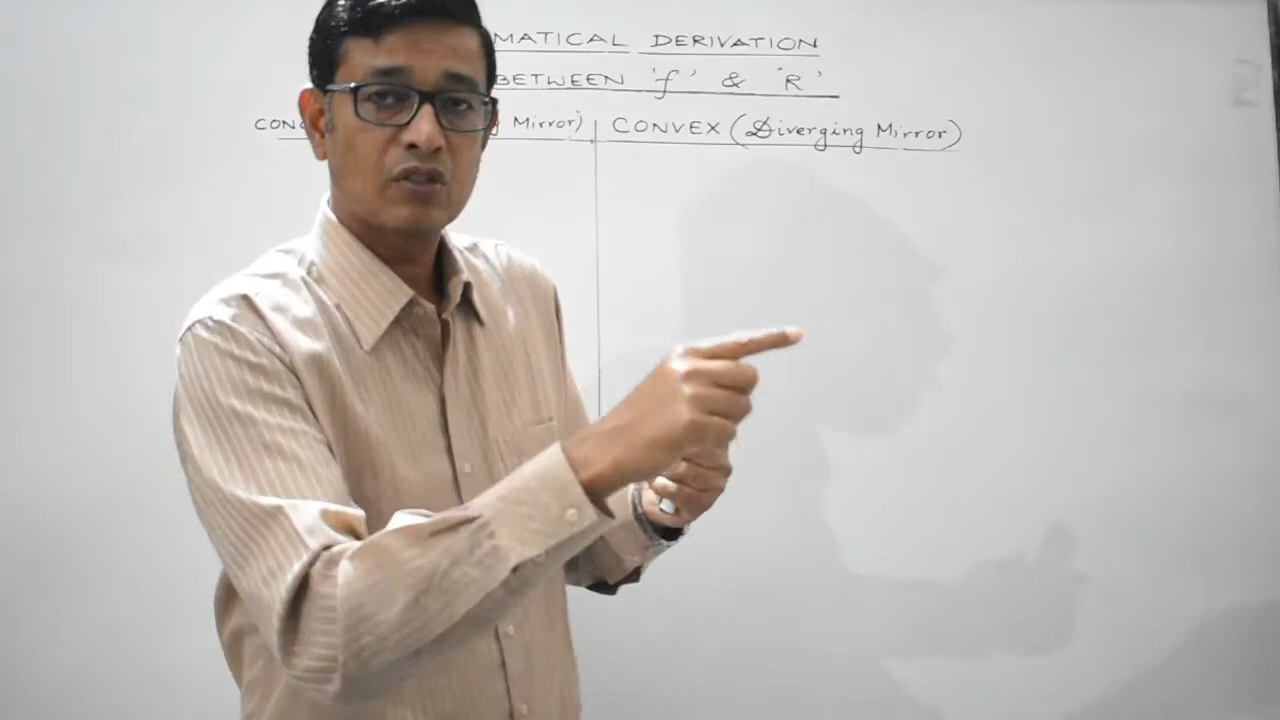 MATICAL DERIVATION
BETWEEN 'f' & 'R'
CONC Mirror) | CONVEX (Diverging Mirror)